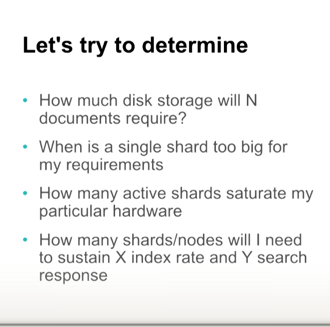 Let's try to determine
• How much disk storage will N
documents require?
• When is a single shard too big for
my requirements
• How many active shards saturate my
particular hardware
• How many shards/nodes will I need
to sustain X index rate and Y search
response